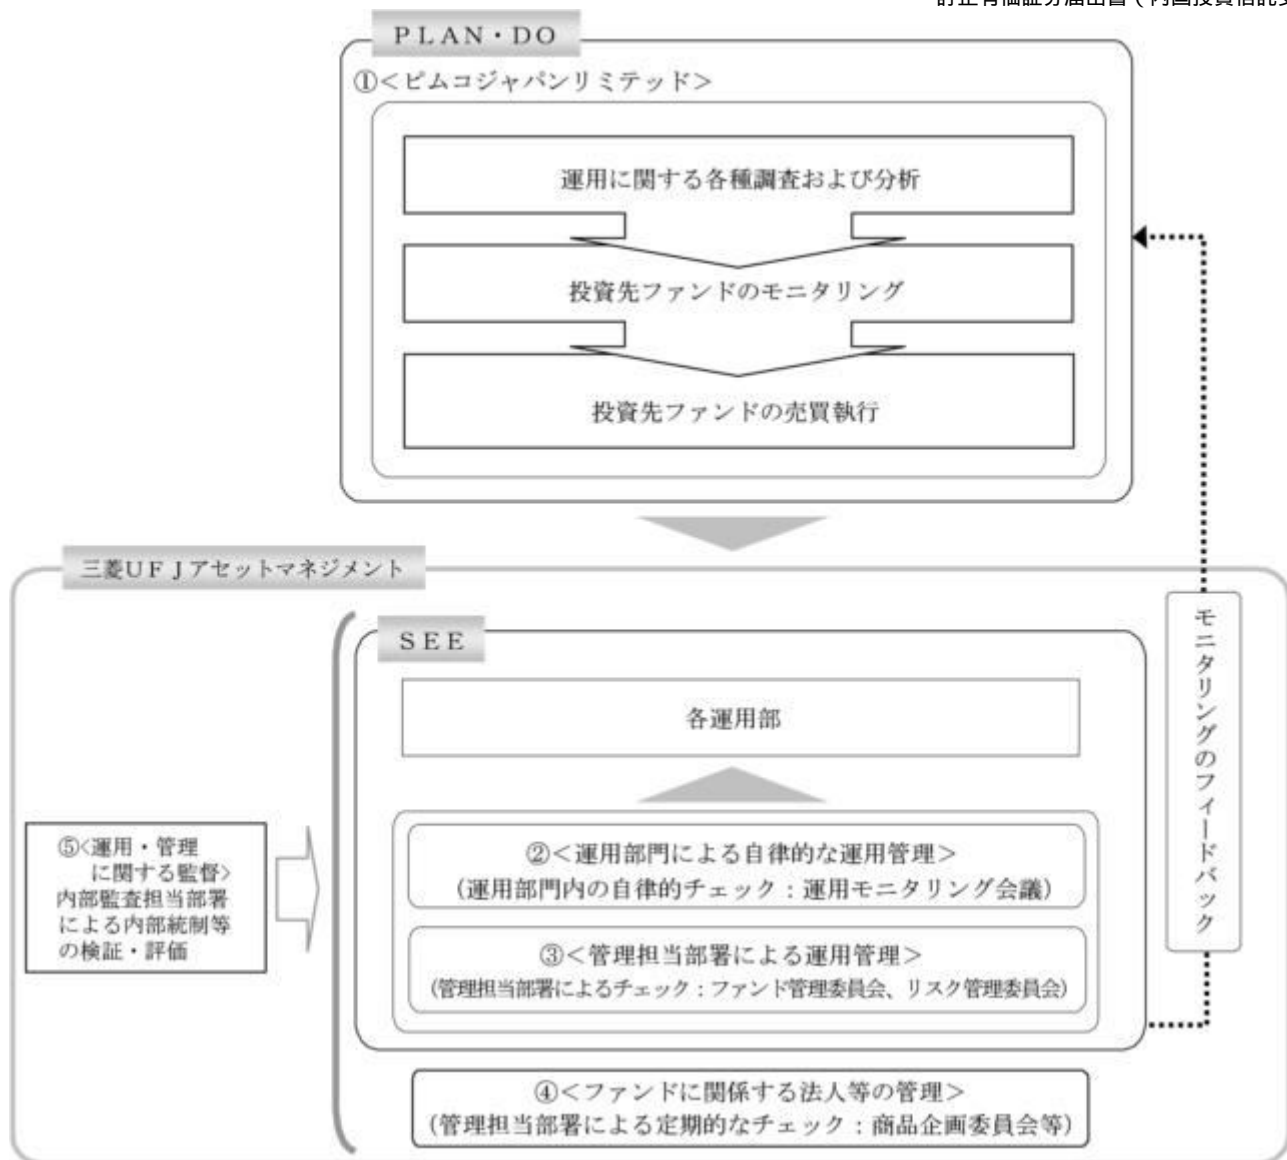 PLAN・DO
①<ピムコジャパンリミテッド>
運用に関する各種調査および分析
投資先ファンドのモニタリング
投資先ファンドの売買執行
三菱UFJアセットマネジメント
SEE
各運用部
②<運用部門による自律的な運用管理>
(運用部門内の自律的チェック:運用モニタリング会議)
③<管理担当部署による運用管理>
(管理担当部署によるチェック:ファンド管理委員会、リスク管理委員会)
④<ファンドに関係する法人等の管理>
(管理担当部署による定期的なチェック:商品企画委員会等)
⑤<運用・管理
に関する監督>
内部監査担当部署
による内部統制等
の検証・評価
モニタリングのフィードバック